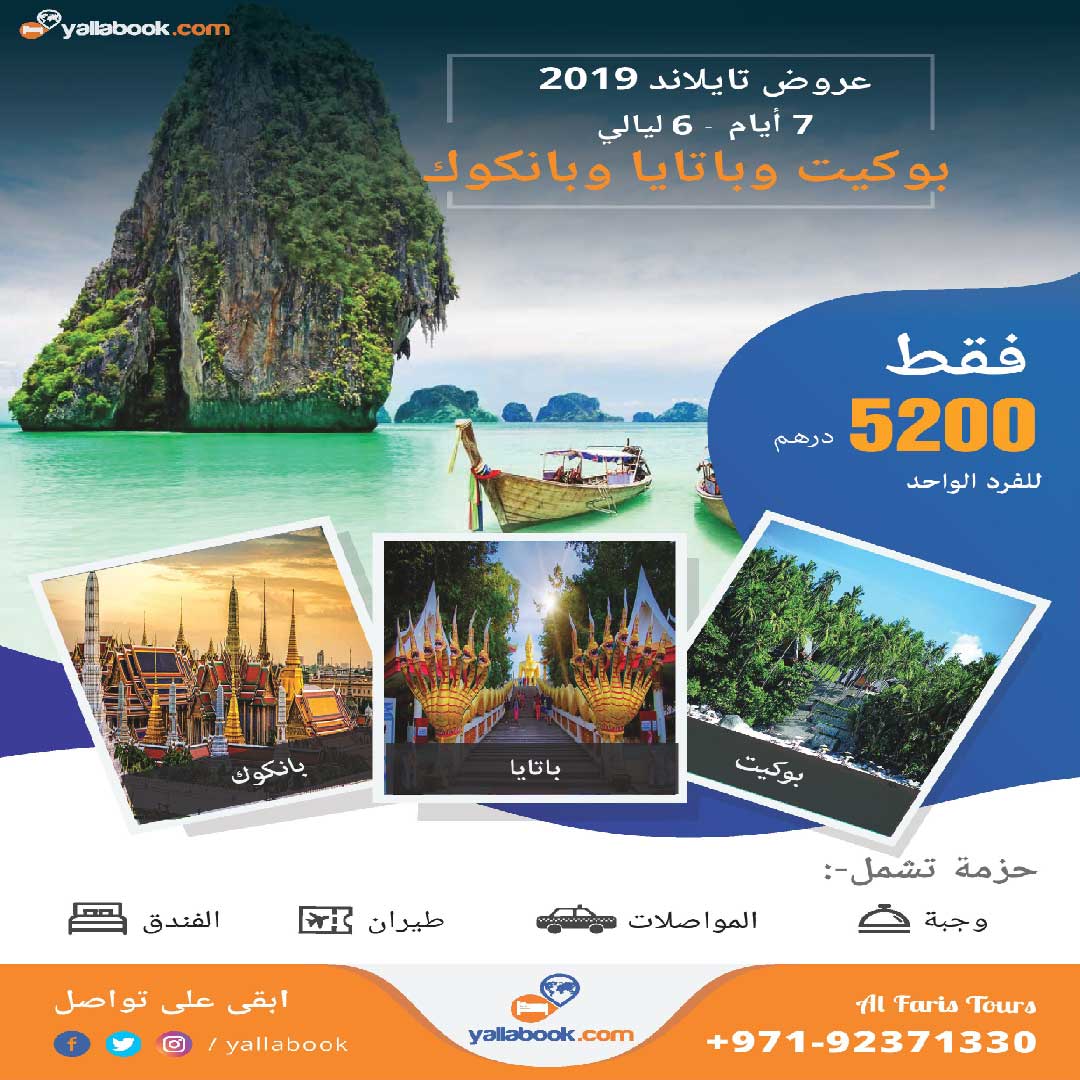 yallabook.com
عروض تايلاند 2019
7 أيام - 6 ليالي
بوكيت وباتايا وبانكوك
فقط
5200 درهم
للفرد الواحد
بوكيت
باتايا
بانكوك
حزمة تشمل:-
وجبة
المواصلات
طيران
الفندق
ابقى على تواصل
/ yallabook
yallabook.com
Al Faris Tours
+971-92371330